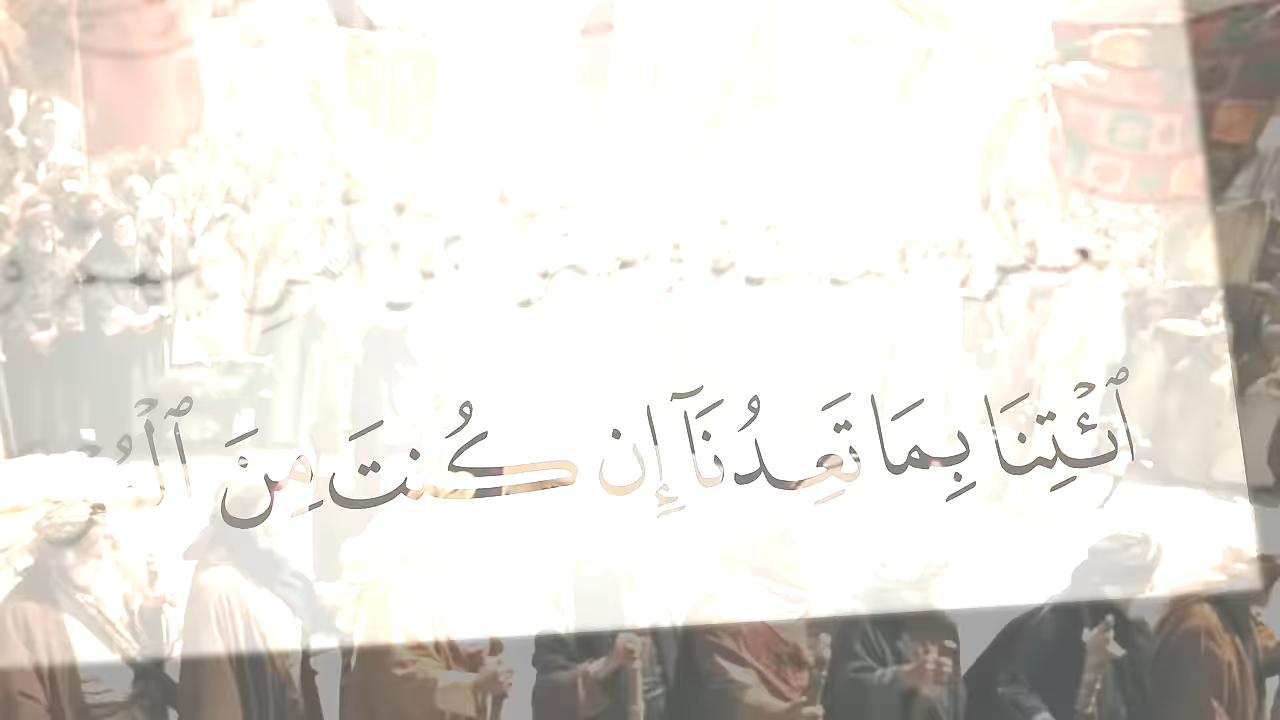 ٱئْتِنَا بِمَا تَعِدُنَآ إِن كُنتَ مِنَ